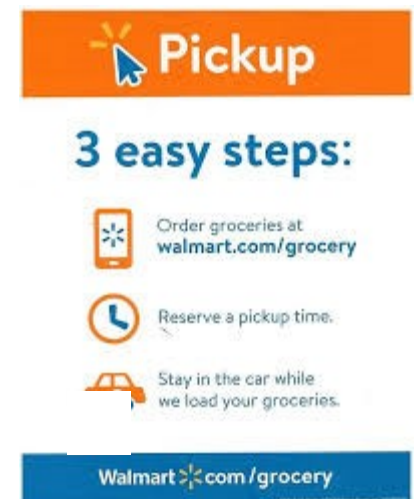 Pickup
3 easy steps:
Order groceries at
walmart.com/grocery
Reserve a pickup time.
Stay in the car while
we load your groceries.
Walmart com/grocery